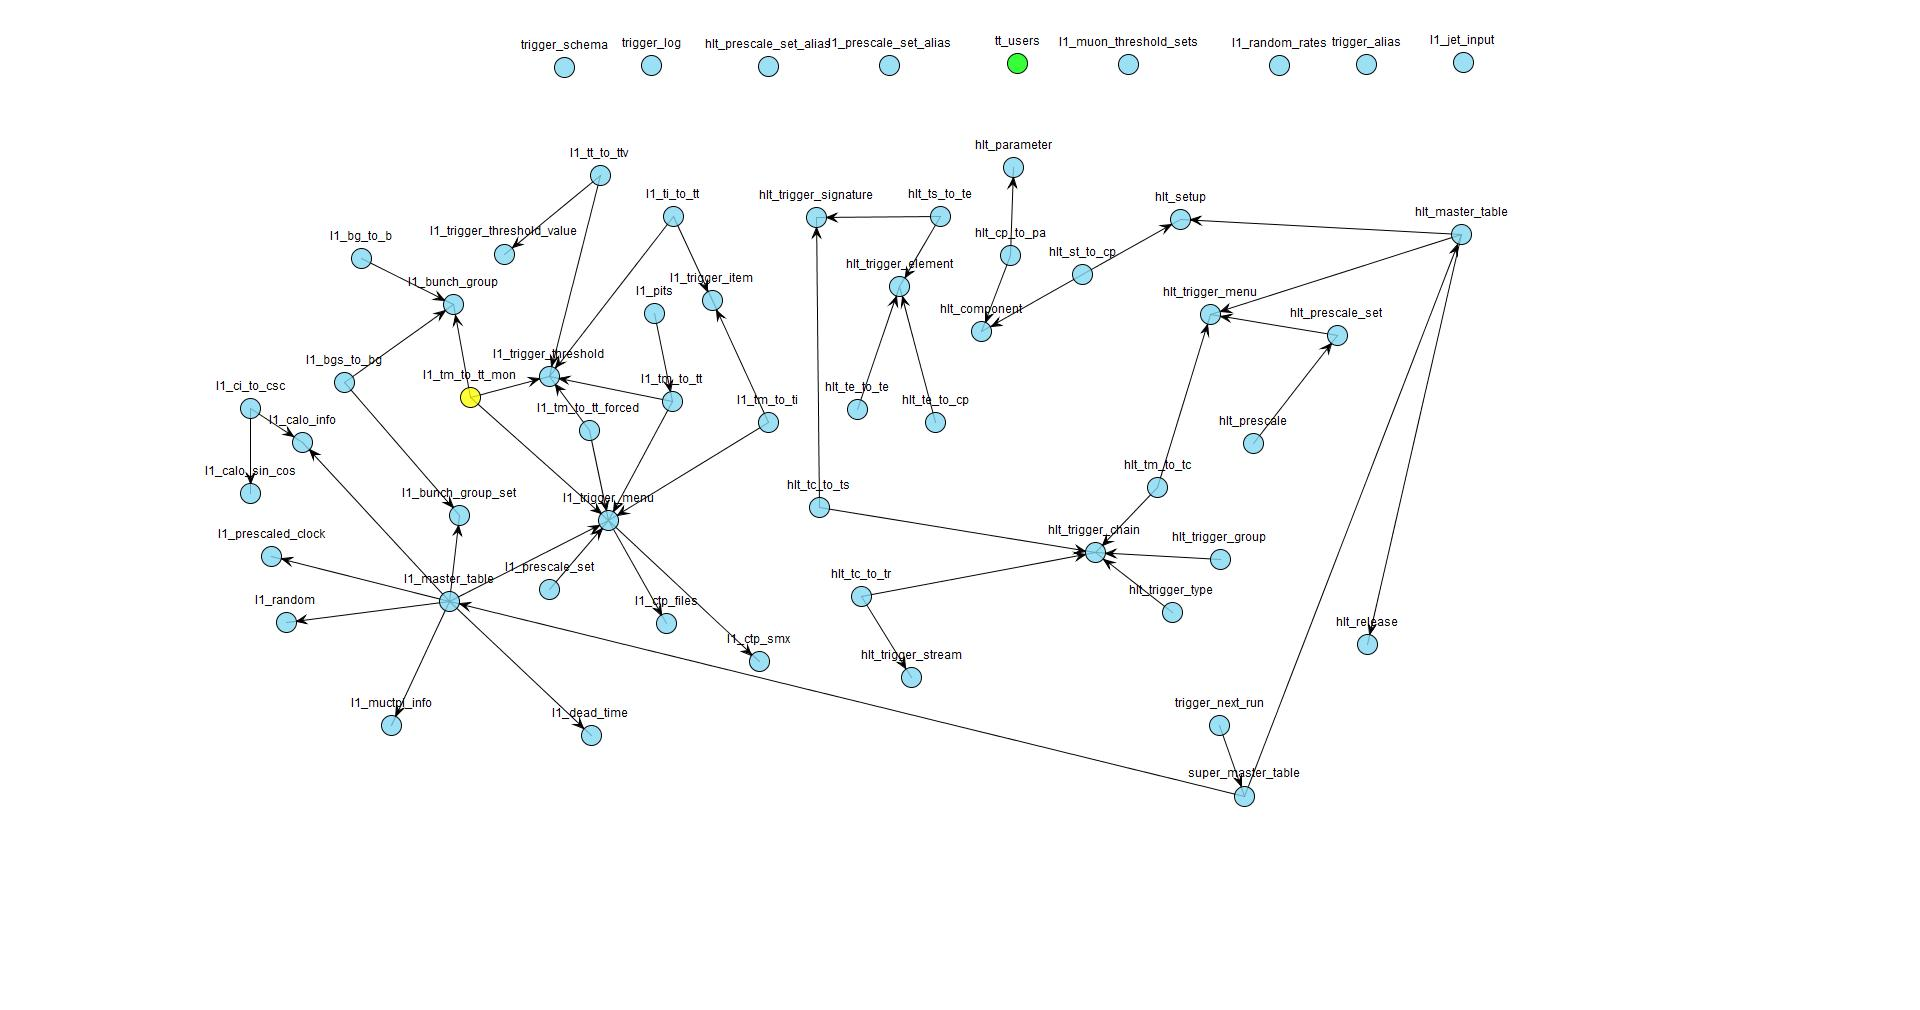 trigger_schema
trigger_log
hlt_prescale_set_alias
l1_prescale_set_alias
tt_users
l1_muon_threshold_sets
l1_random_rates
trigger_alias
l1_jet_input
l1_tt_to_ttv
hlt_parameter
l1_ti_to_tt
hlt_trigger_signature
hlt_ts_to_te
hlt_setup
hlt_master_table
l1_bg_to_b
l1_trigger_threshold_value
hlt_cp_to_pa
hlt_st_to_cp
l1_bunch_group
l1_trigger_item
hlt_trigger_element
l1_pits
hlt_trigger_menu
hlt_component
hlt_prescale_set
l1_bgs_to_bg
l1_trigger_threshold
l1_tm_to_tt_mon
l1_tm_to_tt
l1_ci_to_csc
hlt_te_to_te
l1_tm_to_tt_forced
l1_tm_to_ti
hlt_te_to_cp
l1_calo_info
hlt_prescale
l1_calo_sin_cos
hlt_tm_to_tc
l1_bunch_group_set
l1_trigger_menu
hlt_tc_to_ts
l1_prescaled_clock
hlt_trigger_chain
hlt_trigger_group
l1_master_table
l1_prescale_set
hlt_tc_to_tr
hlt_trigger_type
l1_random
l1_ctp_files
hlt_release
l1_ctp_smx
hlt_trigger_stream
l1_muctpi_info
l1_dead_time
trigger_next_run
super_master_table